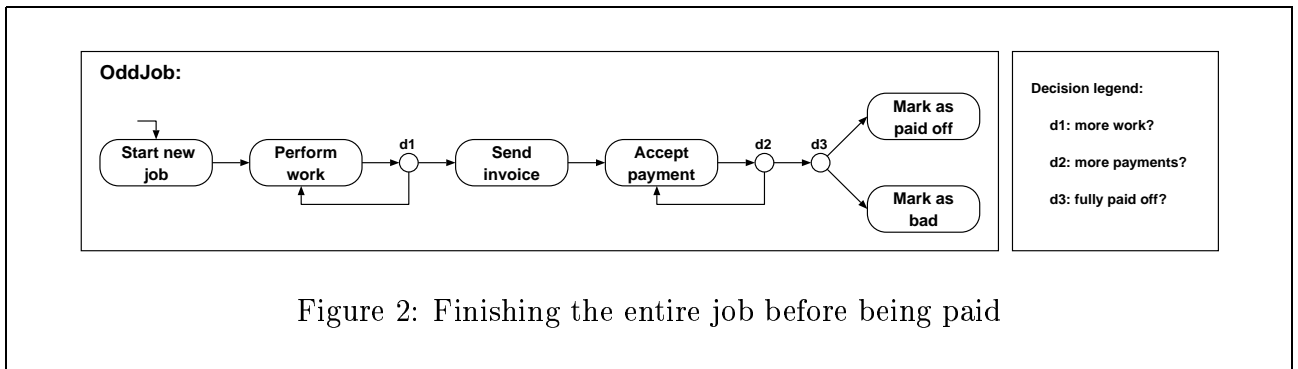 OddJob:
Start new
job
Perform
work
d1
Send
invoice
Accept
payment
d2
d3
Mark as
paid off
Mark as
bad
Decision legend:
d1: more work?
d2: more payments?
d3: fully paid off?
Figure 2: Finishing the entire job before being paid